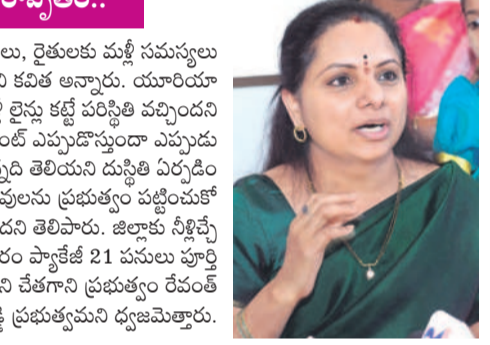 లు, రైతులకు మళ్లీ సమస్యలు
కవిత అన్నారు. యూరియా
లైన్లు కట్టే పరిస్థితి వచ్చిందని
ఎప్పుడొస్తుందా ఎప్పుడు
తెలియని దుస్థితి ఏర్పడిం
ప్రభుత్వం పట్టించుకో
దని తెలిపారు. జిల్లాకు నీళ్లిచ్చే
ప్యాకేజీ 21 పనులు పూర్తి
చేతగాని ప్రభుత్వం రేవంత్
ప్రభుత్వమని ధ్వజమెత్తారు.